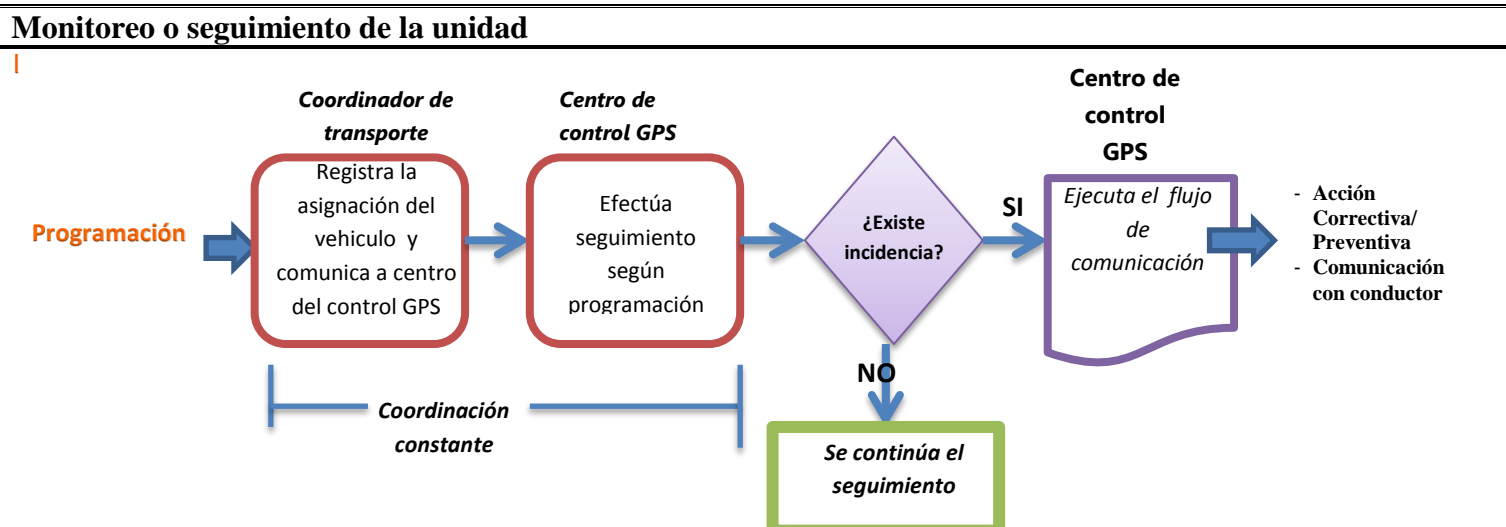 Monitoreo o seguimiento de la unidad
Programación
Coordinador de
transporte
Registra la
asignación del
vehiculo y
comunica a centro
del control GPS
Centro de
control GPS
Efectúa
seguimiento
según
programación
Coordinación
constante
¿Existe
incidencia?
SI
NO
Se continúa el
seguimiento
Centro de
control
GPS
Ejecuta el flujo
de
comunicación
- Acción
Correctiva/
Preventiva
- Comunicación
con conductor